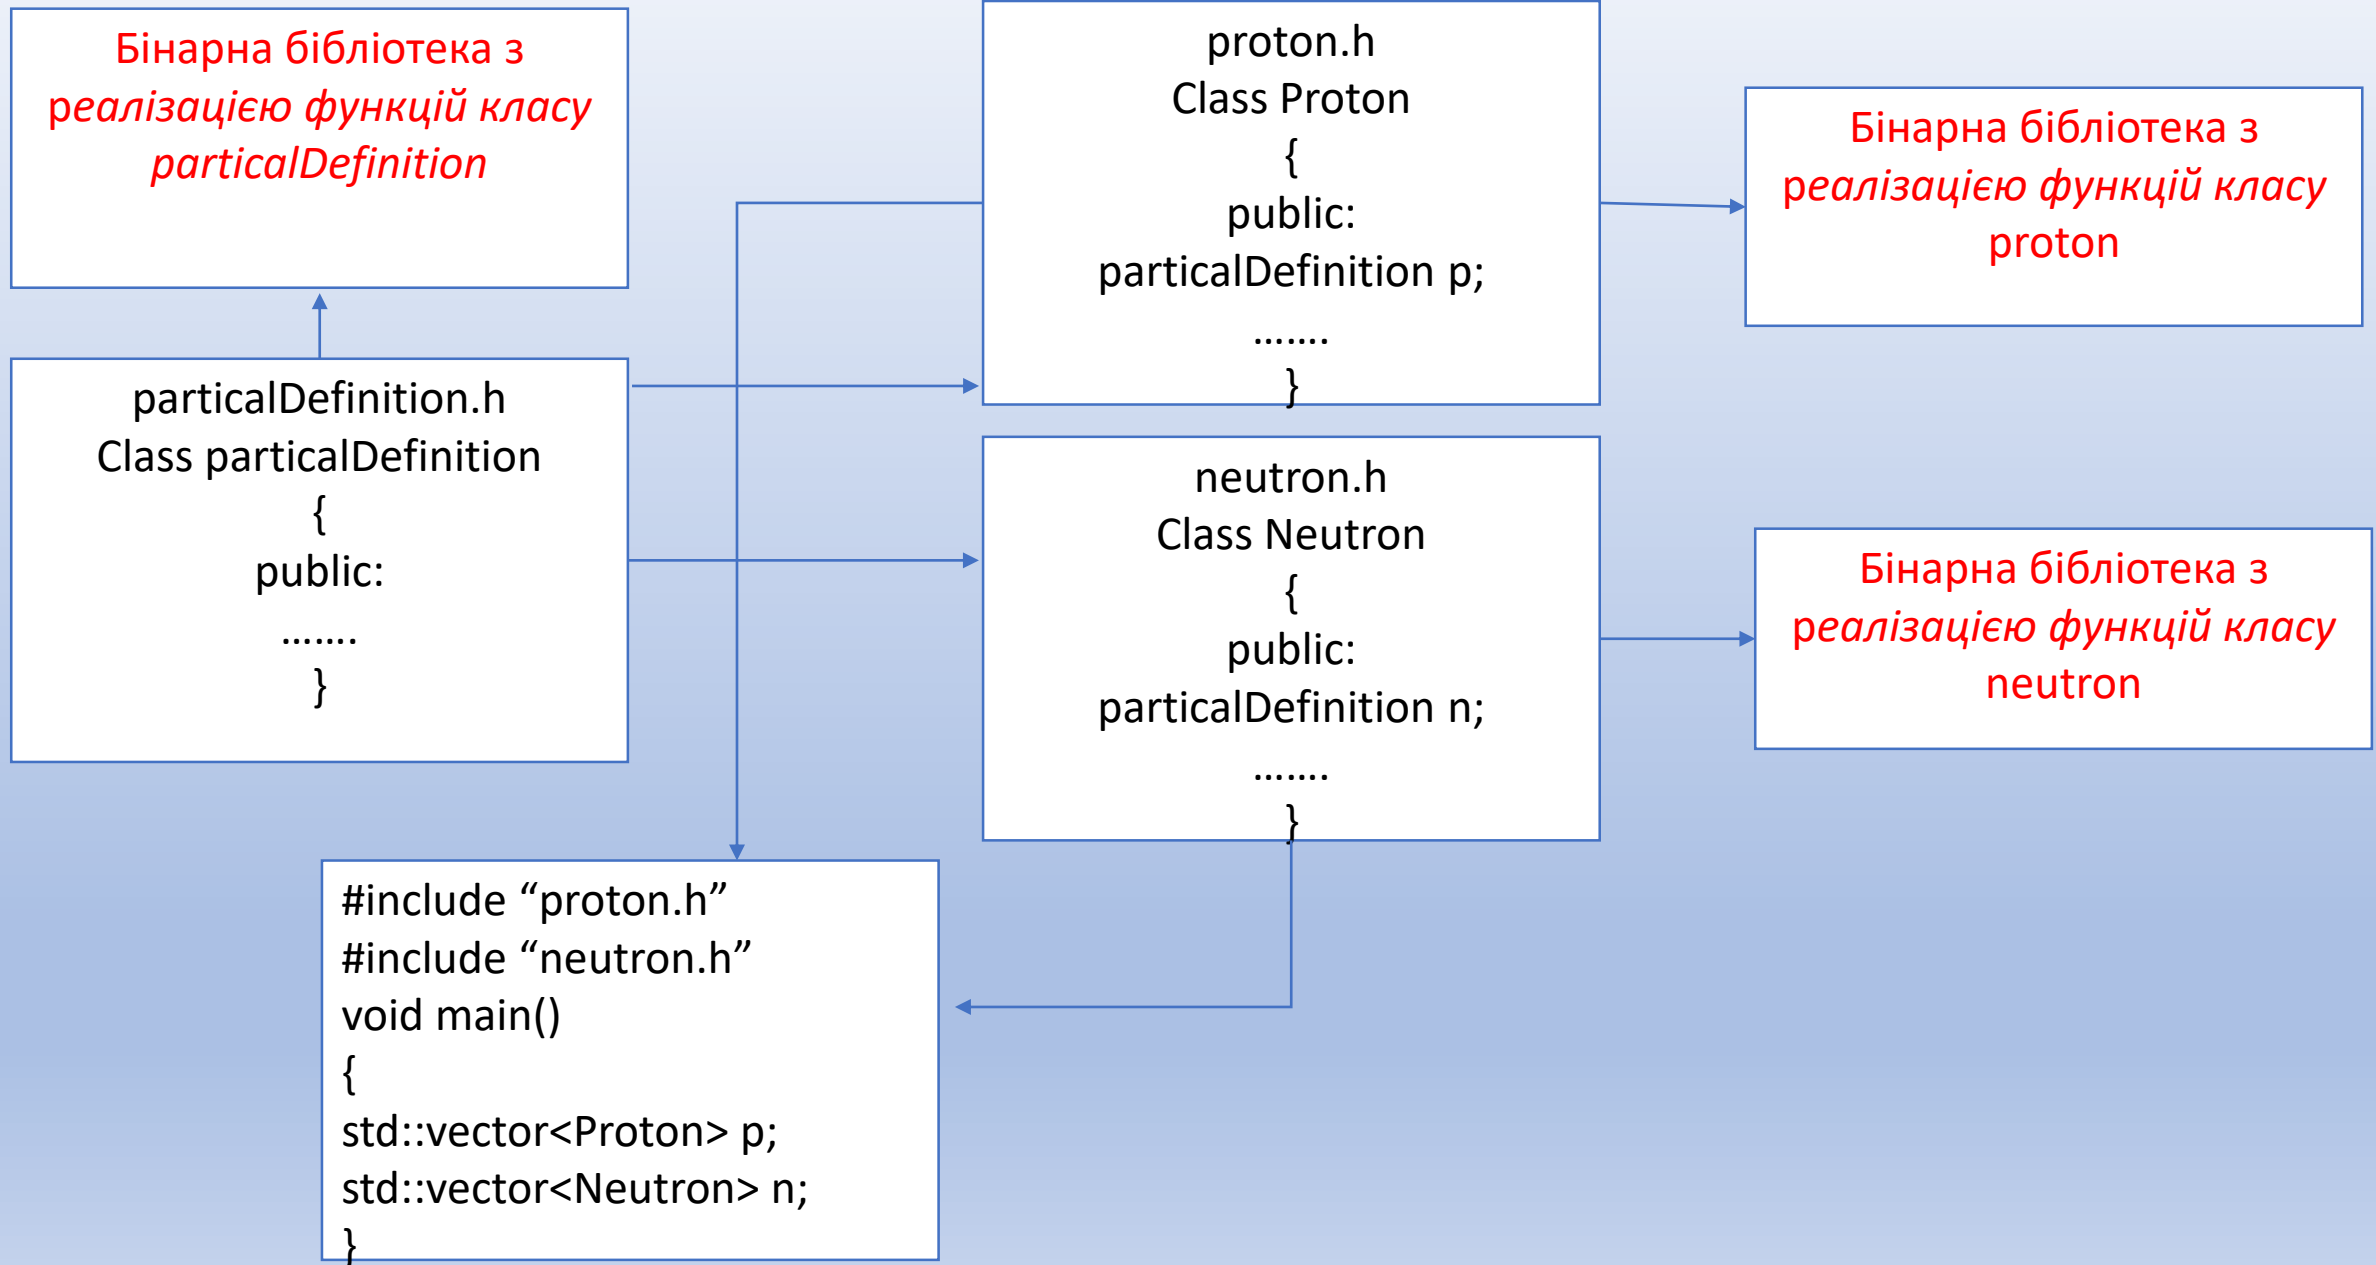 Бінарна бібліотека з
реалізацією функцій класу
particalDefinition
proton.h
Class Proton
{
public:
particalDefinition p;
…….
}
Бінарна бібліотека з
реалізацією функцій класу
proton
particalDefinition.h
Class particalDefinition
{
public:
…….
}
neutron.h
Class Neutron
{
public:
particalDefinition n;
…….
}
Бінарна бібліотека з
реалізацією функцій класу
neutron
#include “proton.h”
#include “neutron.h”
void main()
{
std::vector<Proton> p;
std::vector<Neutron> n;
}